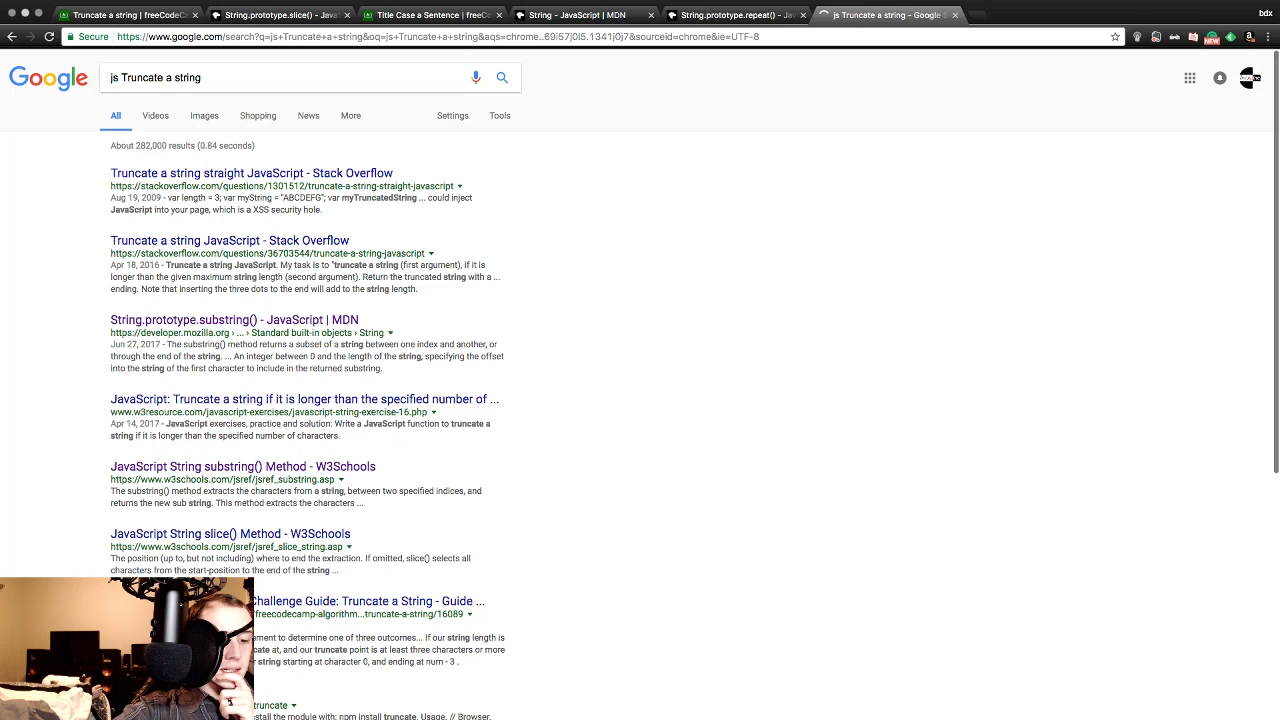 Truncate a string | freeCodeC
String.prototype.slice() - Java
Title Case a Sentence | freeCo
String - JavaScript | MDN
String.prototype.repeat() - Ja
js Truncate a string - Google S
bdx
Secure
https://www.google.com/search?q=js+Truncate+a+string&oq=js+Truncate+a+string&aqs=chrome..69i57j0l5.1341j0j7&sourceid=chrome&ie=UTF-8
NEW
Google
js Truncate a string
All
Videos
Images
Shopping
News
More
Settings
Tools
About 282,000 results (0.84 seconds)
Truncate a string straight JavaScript - Stack Overflow
https://stackoverflow.com/questions/1301512/truncate-a-string-straight-javascript
Aug 19, 2009 - var length = 3; var myString = "ABCDEFG"; var myTruncatedString ... could inject
JavaScript into your page, which is a XSS security hole.
Truncate a string JavaScript - Stack Overflow
https://stackoverflow.com/questions/36703544/truncate-a-string-javascript
Apr 18, 2016 - Truncate a string JavaScript. My task is to "truncate a string (first argument), if it is
longer than the given maximum string length (second argument). Return the truncated string with a ...
ending. Note that inserting the three dots to the end will add to the string length.
String.prototype.substring() - JavaScript | MDN
https://developer.mozilla.org › ... › Standard built-in objects › String
Jun 27, 2017 - The substring() method returns a subset of a string between one index and another, or
through the end of the string. ... An integer between 0 and the length of the string, specifying the offset
into the string of the first character to include in the returned substring.
JavaScript: Truncate a string if it is longer than the specified number of ...
www.w3resource.com/javascript-exercises/javascript-string-exercise-16.php
Apr 14, 2017 - JavaScript exercises, practice and solution: Write a JavaScript function to truncate a
string if it is longer than the specified number of characters.
JavaScript String substring() Method - W3Schools
https://www.w3schools.com/jsref/jsref_substring.asp
The substring() method extracts the characters from a string, between two specified indices, and
returns the new sub string. This method extracts the characters ...
JavaScript String slice() Method - W3Schools
https://www.w3schools.com/jsref/jsref_slice_string.asp
The position (up to, but not including) where to end the extraction. If omitted, slice() selects all
characters from the start-position to the end of the string ...
Challenge Guide: Truncate a String - Guide ...
freecodecamp-algorithm...truncate-a-string/16089
ement to determine one of three outcomes... If our string length is
cate at, and our truncate point is at least three characters or more
string starting at character 0, and ending at num - 3 .
truncate
stall the module with: npm install truncate. Usage. // Browser.